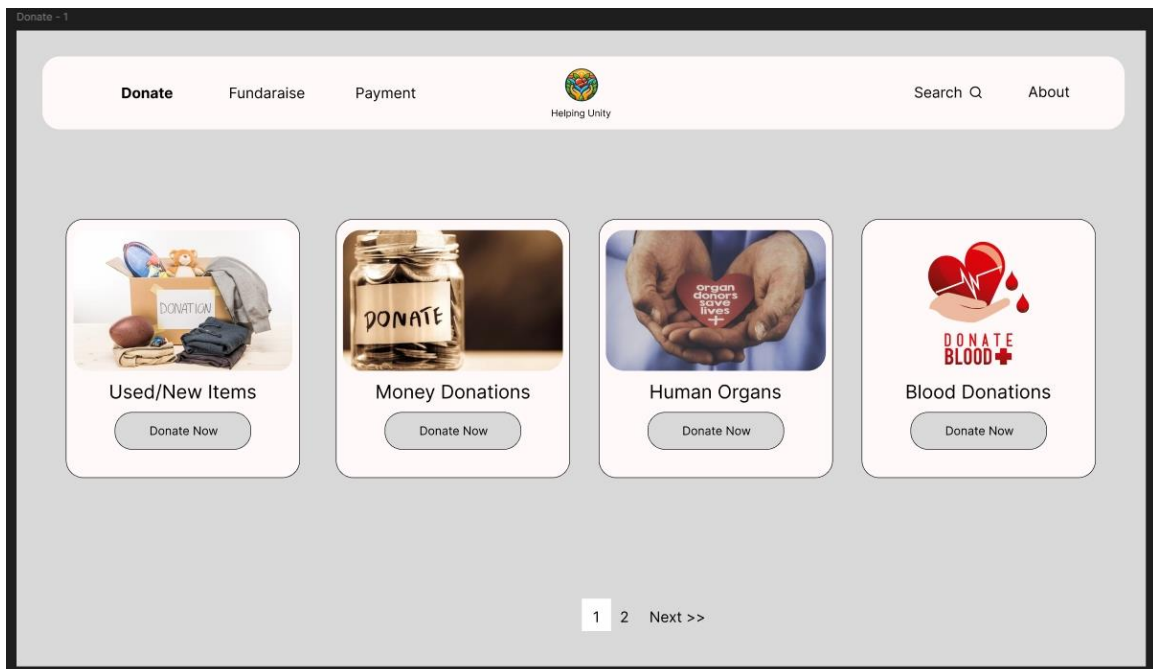 Donate - 1
Donate Fundaraise Payment
Helping Unity
Search About
DONATION
DONATE
organ
donors
save
lives
DONATE
BLOOD
Used/New Items
Money Donations
Human Organs
Blood Donations
Donate Now
Donate Now
Donate Now
Donate Now
1 2 Next >>